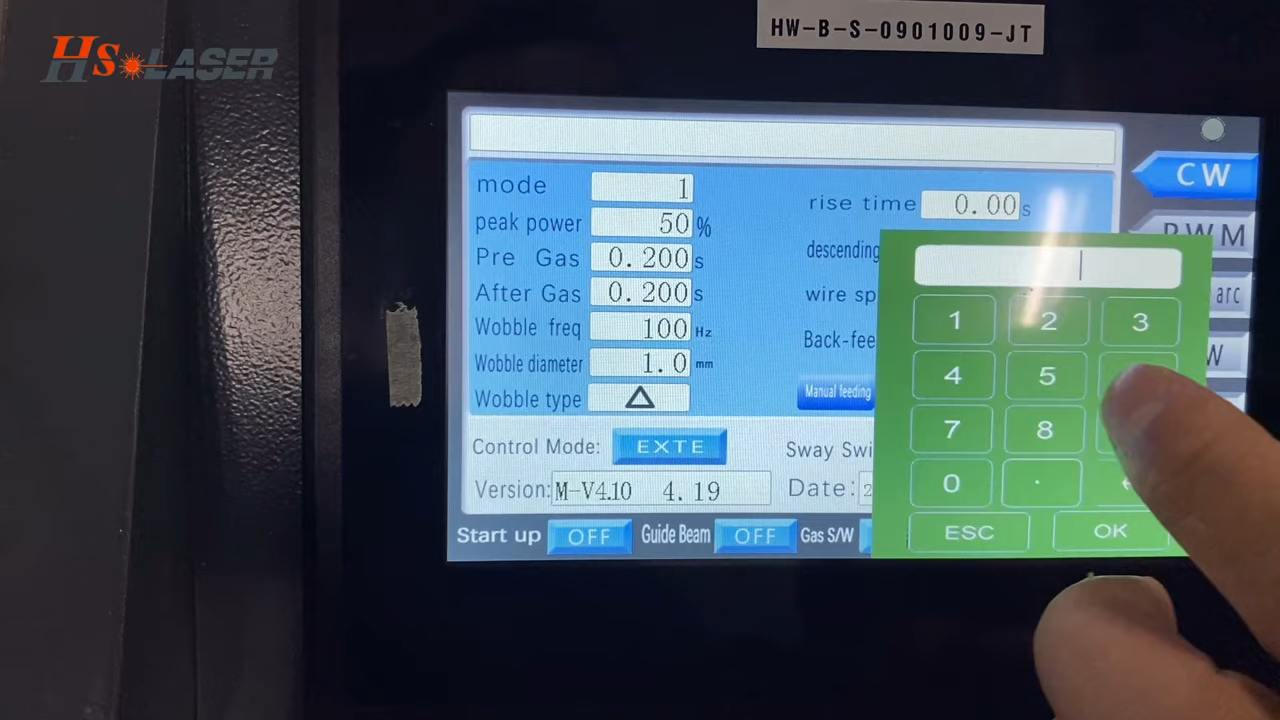 HS LASER
HW-B-S-0901009-JT
mode 1
peak power 50 %
Pre Gas 0.200 s
After Gas 0.200 s
Wobble freq 100 Hz
Wobble diameter 1.0 mm
Wobble type
rise time 0.00 s
descending
wire sp
Back-fee
Manual feeding
Control Mode: EXTE
Sway Swi
Version: M-V4.10 4.19
Date: 2
Start up OFF Guide Beam OFF Gas S/W
CW
PWM
arc
W
1 2 3
4 5
7 8
0 .
ESC OK